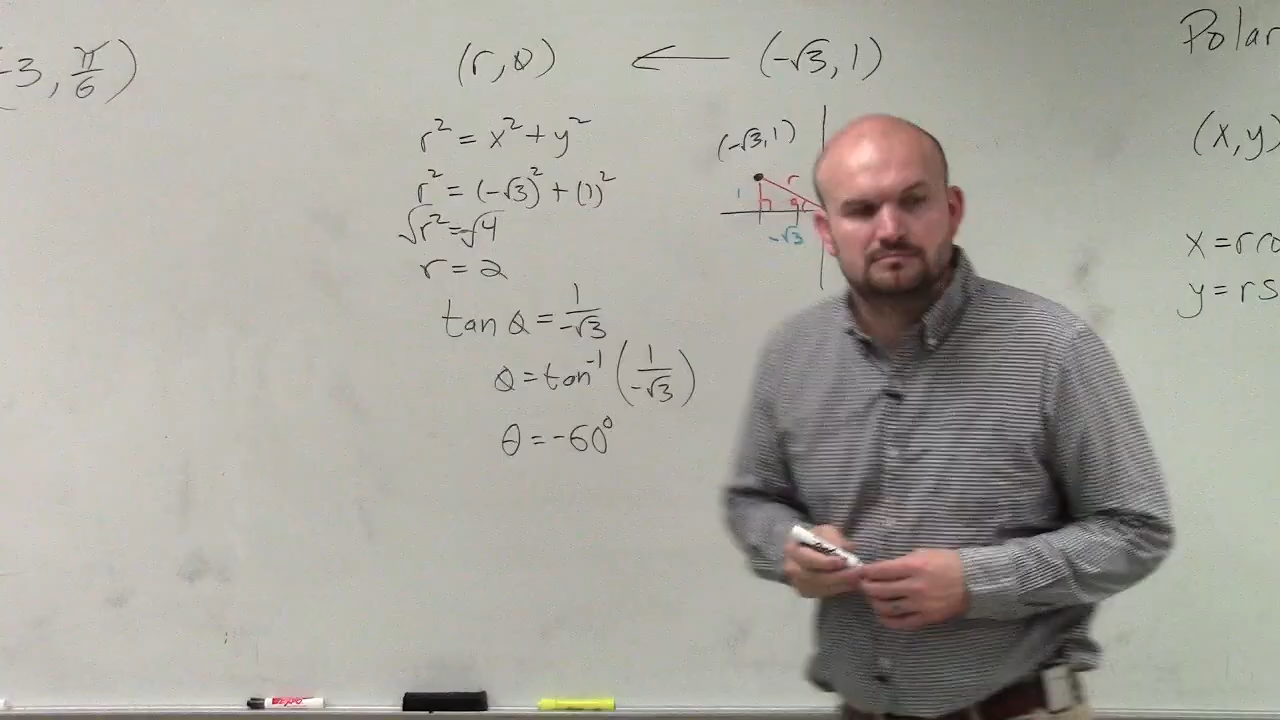 -3, π/6)
(r, θ) ← (-√3, 1)
Polar
r² = x² + y²
r² = (-√3)² + (1)²
√r² = √4
r = 2
tan θ = 1/-√3
θ = tan⁻¹ (1/-√3)
θ = -60°
(-√3, 1)
r
1
θ
-√3
(x, y)
x = r
y = r s
EXPO